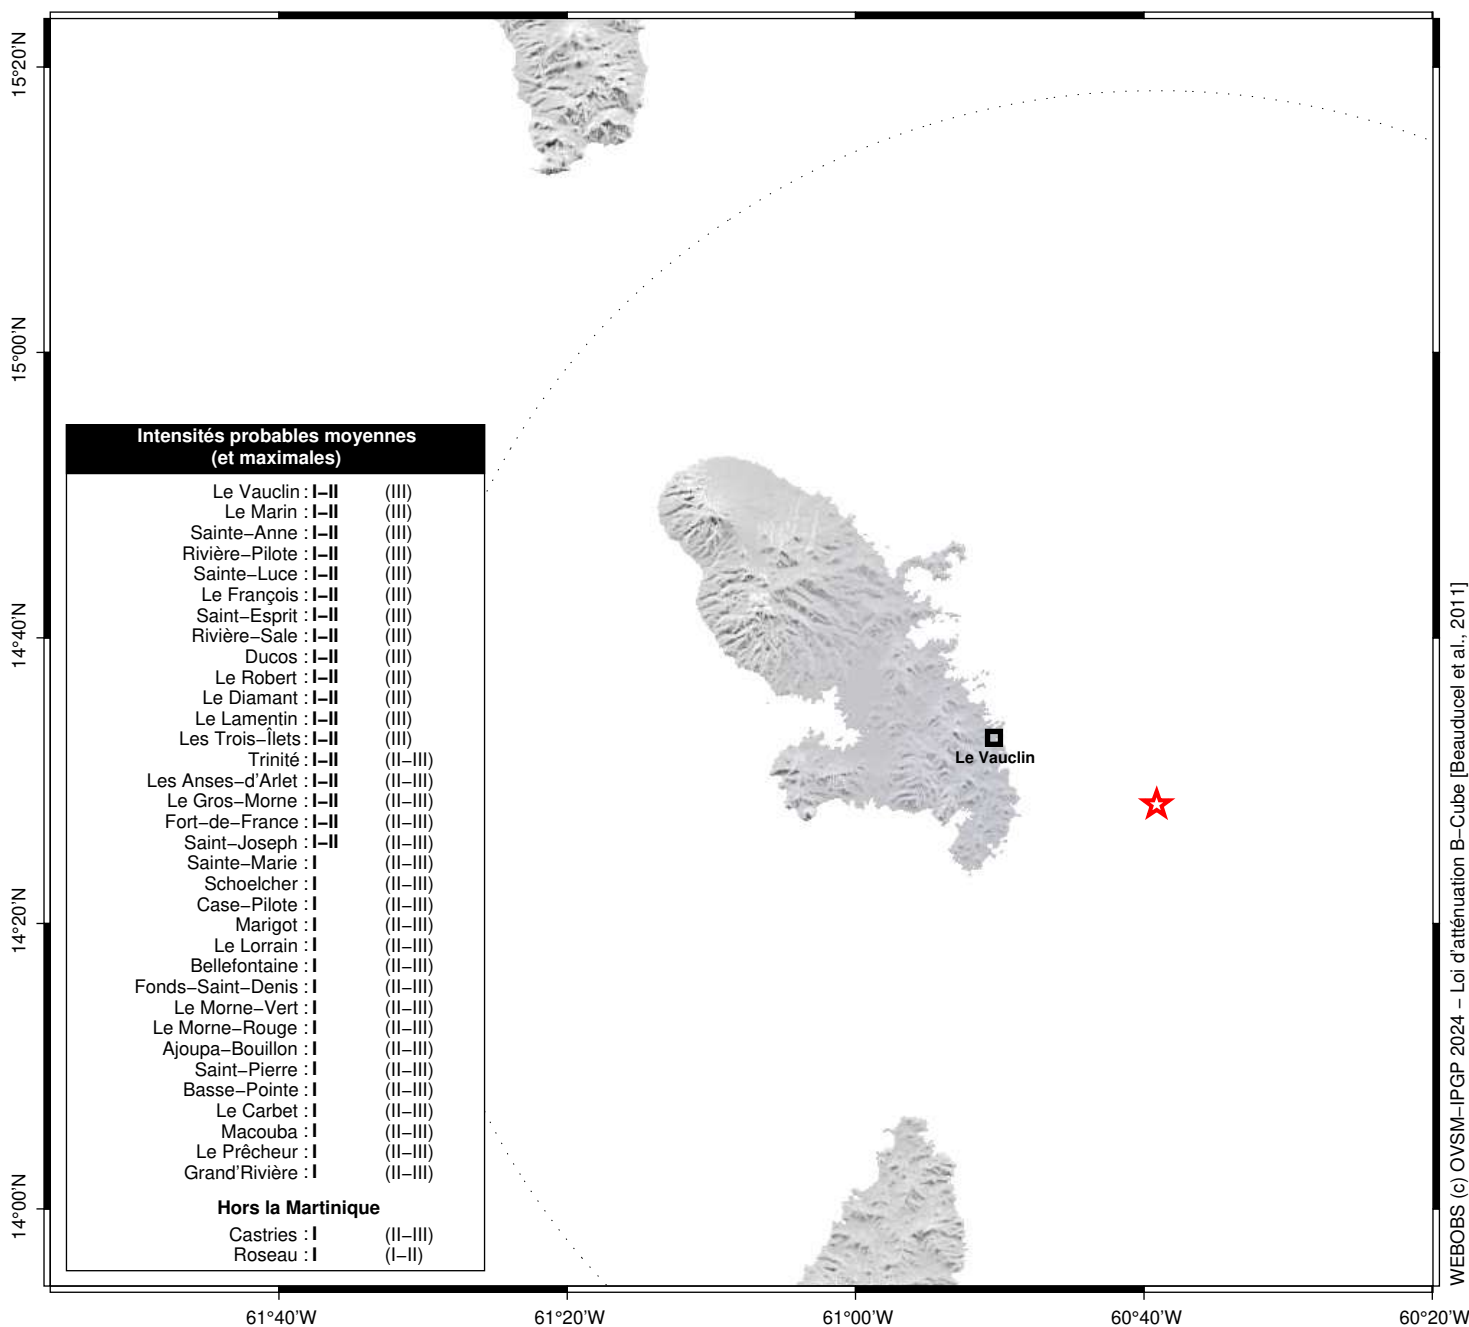 15°20'N
15°00'N
14°40'N
14°20'N
14°00'N
Intensités probables moyennes
(et maximales)
Le Vauclin : I−II (III)
Le Marin : I−II (III)
Sainte−Anne : I−II (III)
Rivière−Pilote : I−II (III)
Sainte−Luce : I−II (III)
Le François : I−II (III)
Saint−Esprit : I−II (III)
Rivière−Sale : I−II (III)
Ducos : I−II (III)
Le Robert : I−II (III)
Le Diamant : I−II (III)
Le Lamentin : I−II (III)
Les Trois−Îlets : I−II (III)
Trinité : I−II (II−III)
Les Anses−d'Arlet : I−II (II−III)
Le Gros−Morne : I−II (II−III)
Fort−de−France : I−II (II−III)
Saint−Joseph : I−II (II−III)
Sainte−Marie : I (II−III)
Schoelcher : I (II−III)
Case−Pilote : I (II−III)
Marigot : I (II−III)
Le Lorrain : I (II−III)
Bellefontaine : I (II−III)
Fonds−Saint−Denis : I (II−III)
Le Morne−Vert : I (II−III)
Le Morne−Rouge : I (II−III)
Ajoupa−Bouillon : I (II−III)
Saint−Pierre : I (II−III)
Basse−Pointe : I (II−III)
Le Carbet : I (II−III)
Macouba : I (II−III)
Le Prêcheur : I (II−III)
Grand'Rivière : I (II−III)
Hors la Martinique
Castries : I (II−III)
Roseau : I (I−II)
Le Vauclin
61°40'W
61°20'W
61°00'W
60°40'W
60°20'W
WEBOBS (c) OVSM−IPGP 2024 − Loi d'atténuation B−Cube [Beauducel et al., 2011]